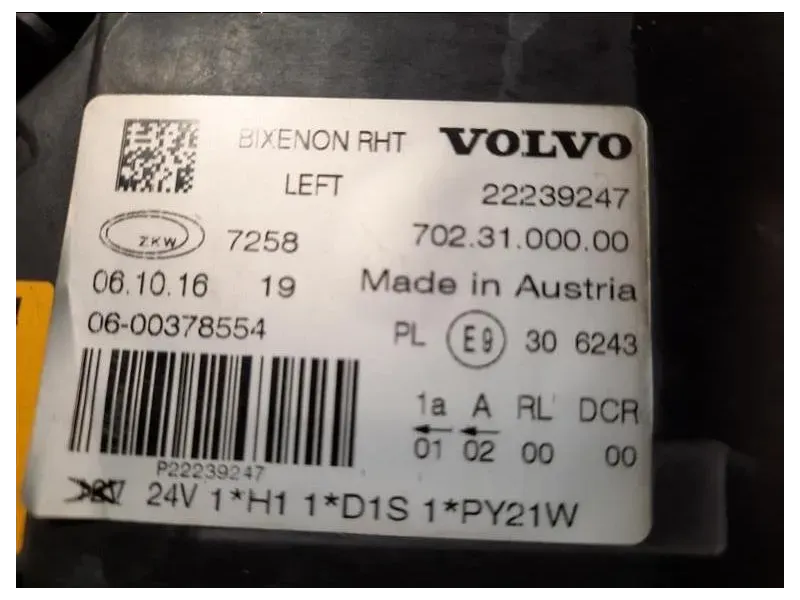 BIXENON RHT VOLVO
LEFT 22239247
ZKW 7258 702.31.000.00
06.10.16 19 Made in Austria
06-00378554
PL E9 30 6243
1a A RL DCR
01 02 00 00
P22239247
24V 1*H1 1*D1S 1*PY21W